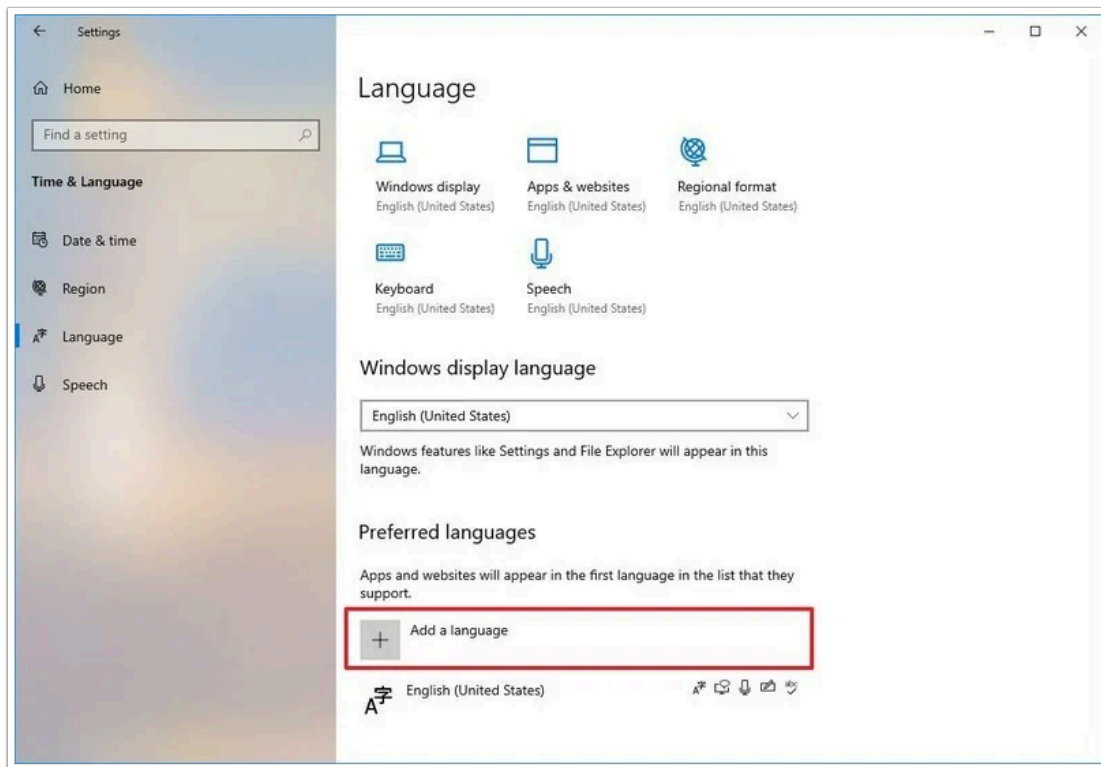 Settings
Home
Find a setting
Time & Language
Date & time
Region
Language
Speech
Language
Windows display
English (United States)
Apps & websites
English (United States)
Regional format
English (United States)
Keyboard
English (United States)
Speech
English (United States)
Windows display language
English (United States)
Windows features like Settings and File Explorer will appear in this
language.
Preferred languages
Apps and websites will appear in the first language in the list that they
support.
Add a language
A字 English (United States)